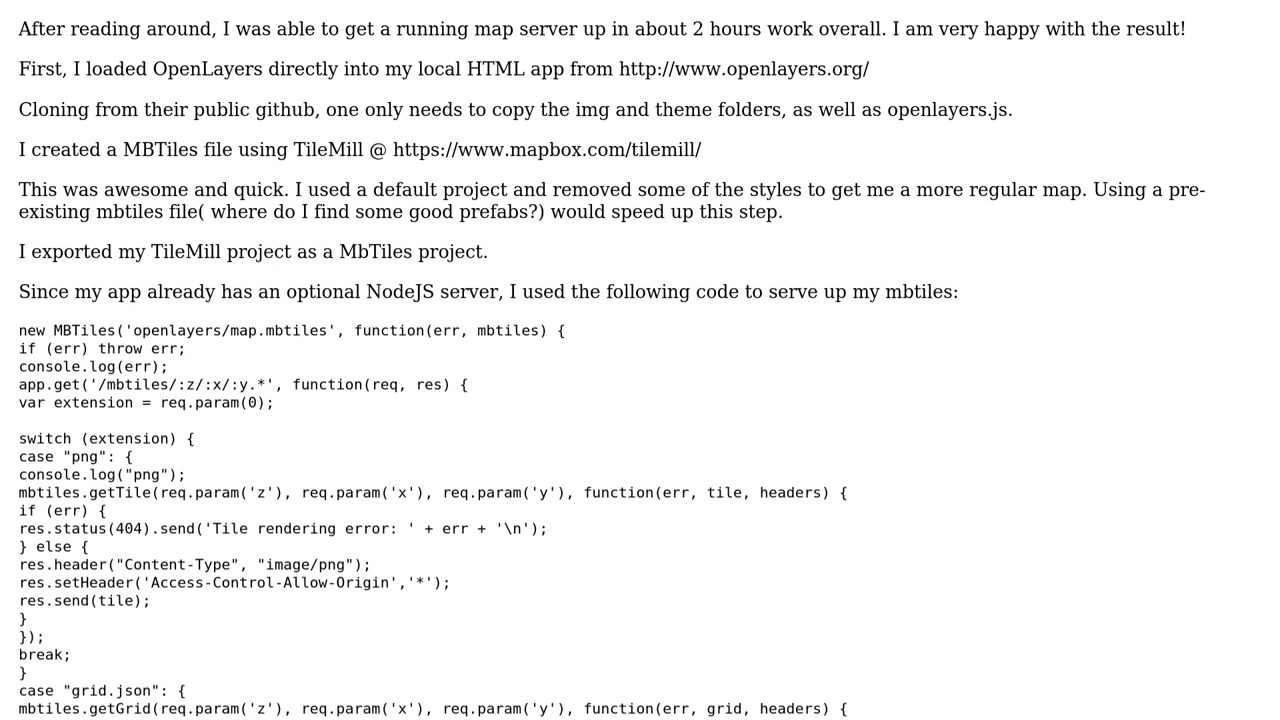 After reading around, I was able to get a running map server up in about 2 hours work overall. I am very happy with the result!
First, I loaded OpenLayers directly into my local HTML app from http://www.openlayers.org/
Cloning from their public github, one only needs to copy the img and theme folders, as well as openlayers.js.
I created a MBTiles file using TileMill @ https://www.mapbox.com/tilemill/
This was awesome and quick. I used a default project and removed some of the styles to get me a more regular map. Using a pre-
existing mbtiles file( where do I find some good prefabs?) would speed up this step.
I exported my TileMill project as a MbTiles project.
Since my app already has an optional NodeJS server, I used the following code to serve up my mbtiles:
new MBTiles('openlayers/map.mbtiles', function(err, mbtiles) {
if (err) throw err;
console.log(err);
app.get('/mbtiles/:z/:x/:y.*', function(req, res) {
var extension = req.param(0);
switch (extension) {
case "png": {
console.log("png");
mbtiles.getTile(req.param('z'), req.param('x'), req.param('y'), function(err, tile, headers) {
if (err) {
res.status(404).send('Tile rendering error: ' + err + '\n');
} else {
res.header("Content-Type", "image/png");
res.setHeader('Access-Control-Allow-Origin','*');
res.send(tile);
}
});
break;
}
case "grid.json": {
mbtiles.getGrid(req.param('z'), req.param('x'), req.param('y'), function(err, grid, headers) {